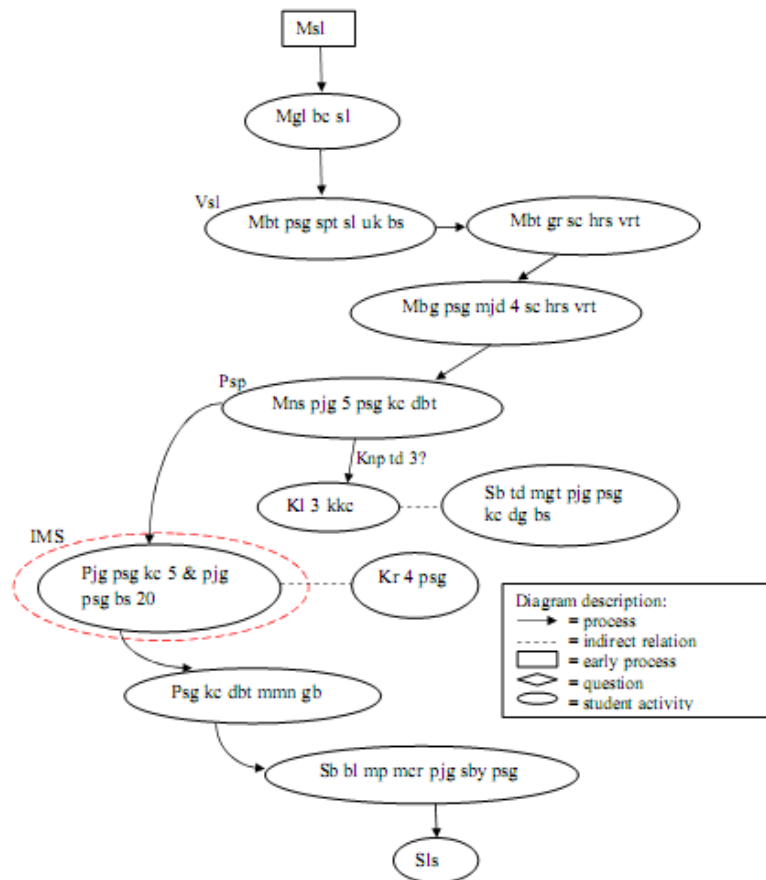 Msl
Mgl bc sl
Vsl
Mbt psg spt sl uk bs
Mbt gr sc hrs vrt
Mbg psg mjd 4 sc hrs vrt
Psp
Mns pjg 5 psg kc dbt
Knp td 3?
Kl 3 kkc
Sb td mgt pjg psg
kc dg bs
IMS
Pjg psg kc 5 & pjg
psg bs 20
Kr 4 psg
Diagram description:
= process
= indirect relation
= early process
= question
= student activity
Psg kc dbt mmn gb
Sb bl mp mcr pjg sby psg
Sls